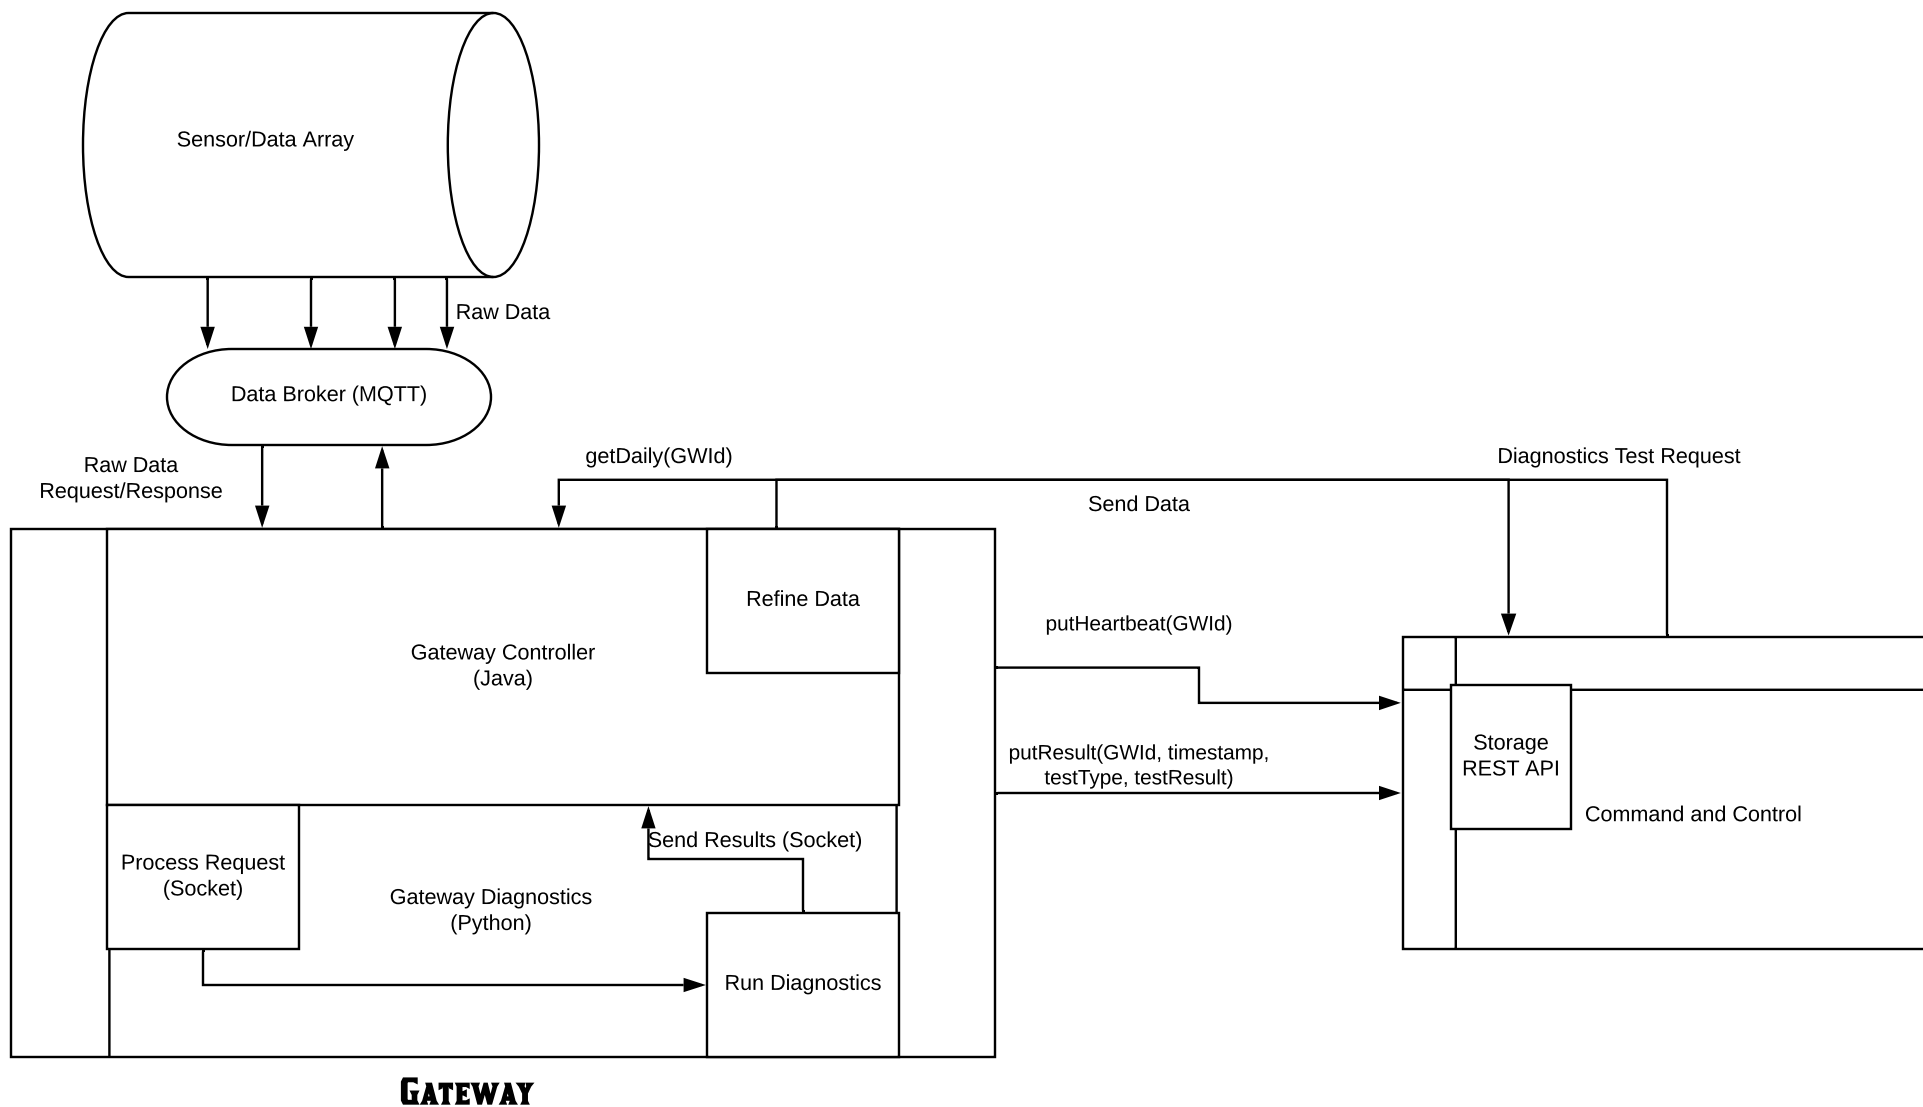 Sensor/Data Array
Raw Data
Data Broker (MQTT)
Raw Data
Request/Response
getDaily(GWId)
Diagnostics Test Request
Send Data
Refine Data
Gateway Controller
(Java)
putHeartbeat(GWId)
putResult(GWId, timestamp,
testType, testResult)
Storage
REST API
Command and Control
Send Results (Socket)
Process Request
(Socket)
Gateway Diagnostics
(Python)
Run Diagnostics
GATEWAY